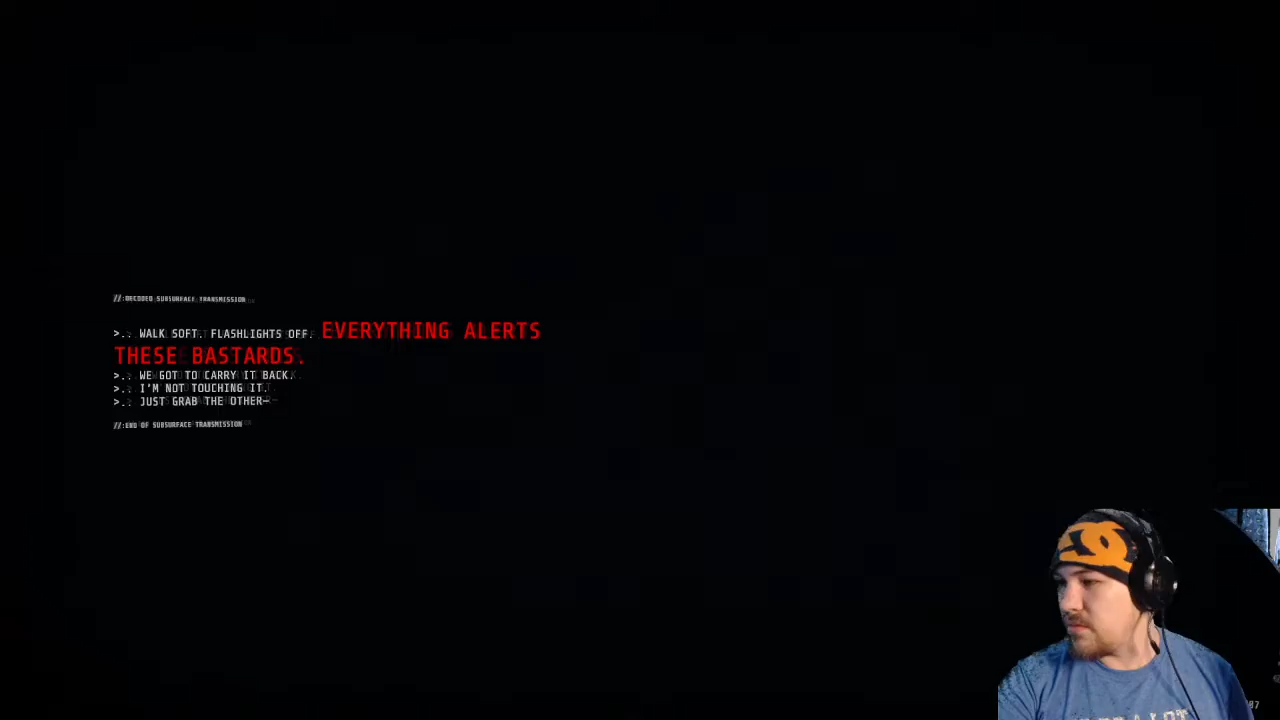 //:DECODED SUBSURFACE TRANSMISSION
>.. WALK SOFT. FLASHLIGHTS OFF. EVERYTHING ALERTS
THESE BASTARDS.
>.. WE GOT TO CARRY IT BACK.
>.. I'M NOT TOUCHING IT.
>.. JUST GRAB THE OTHER—
//:END OF SUBSURFACE TRANSMISSION